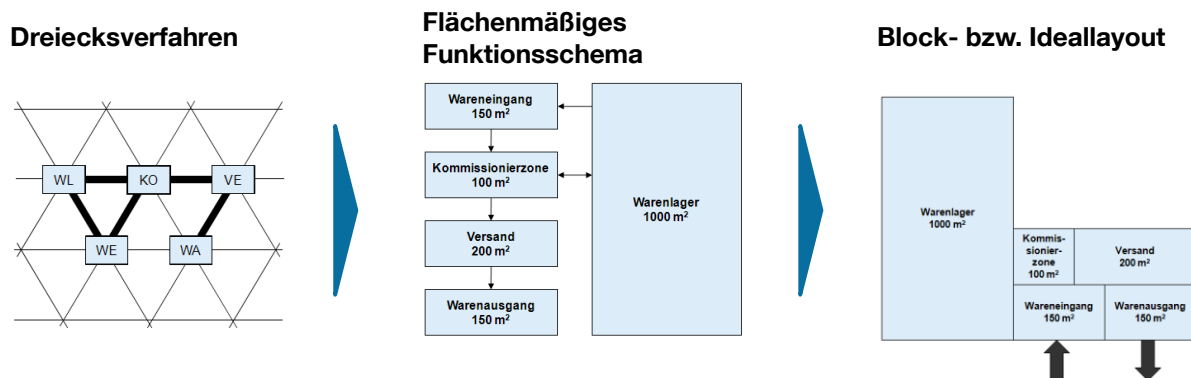 Dreiecksverfahren
Flächenmäßiges
Funktionsschema
Block- bzw. Ideallayout
WL
KO
VE
WE
WA
Wareneingang
150 m²
Kommissionierzone
100 m²
Versand
200 m²
Warenausgang
150 m²
Warenlager
1000 m²
Warenlager
1000 m²
Kommis-
sionier-
zone
100 m²
Versand
200 m²
Wareneingang
150 m²
Warenausgang
150 m²